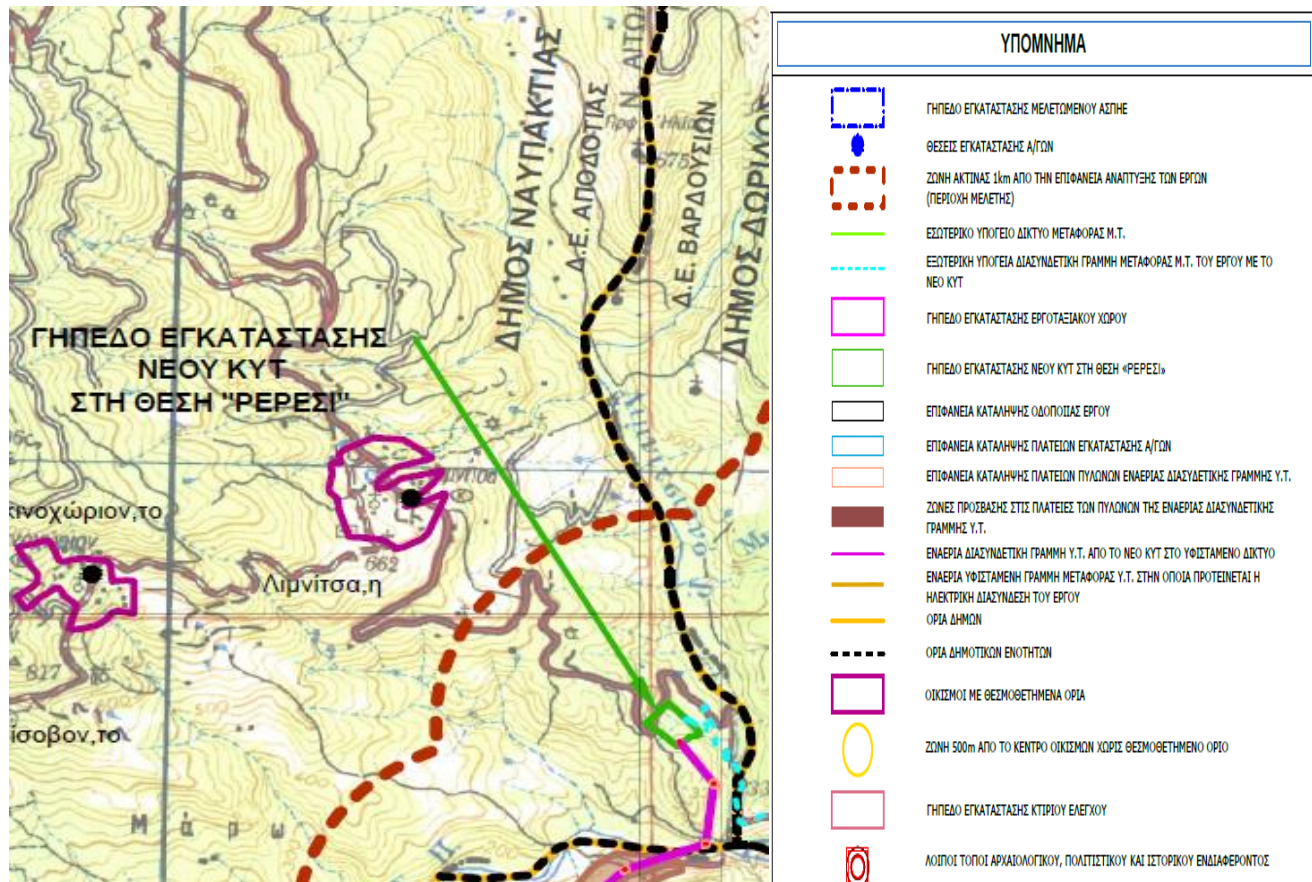 ΔΗΜΟΣ ΝΑΥΠΑΚΤΙΑΣ
Δ.Ε. ΑΠΟΔΟΤΙΑΣ
Ν ΑΙΤΩ
Δ.Ε. ΒΑΡΔΟΥΣΙΩΝ
ΔΗΜΟΣ ΔΩΡΙΔΟΣ
675
ΓΗΠΕΔΟ ΕΓΚΑΤΑΣΤΑΣΗΣ
ΝΕΟΥ ΚΥΤ
ΣΤΗ ΘΕΣΗ "ΡΕΡΕΣΙ"
κινοχώριον,το
662
Λιμνίτσα,η
827
ίσοβον,το
Μ ά ρ ω
ΥΠΟΜΝΗΜΑ
ΓΗΠΕΔΟ ΕΓΚΑΤΑΣΤΑΣΗΣ ΜΕΛΕΤΩΜΕΝΟΥ ΑΣΠΗΕ
ΘΕΣΕΙΣ ΕΓΚΑΤΑΣΤΑΣΗΣ Α/ΓΩΝ
ΖΩΝΗ ΑΚΤΙΝΑΣ 1km ΑΠΟ ΤΗΝ ΕΠΙΦΑΝΕΙΑ ΑΝΑΠΤΥΞΗΣ ΤΩΝ ΕΡΓΩΝ
(ΠΕΡΙΟΧΗ ΜΕΛΕΤΗΣ)
ΕΣΩΤΕΡΙΚΟ ΥΠΟΓΕΙΟ ΔΙΚΤΥΟ ΜΕΤΑΦΟΡΑΣ Μ.Τ.
ΕΞΩΤΕΡΙΚΗ ΥΠΟΓΕΙΑ ΔΙΑΣΥΝΔΕΤΙΚΗ ΓΡΑΜΜΗ ΜΕΤΑΦΟΡΑΣ Μ.Τ. ΤΟΥ ΕΡΓΟΥ ΜΕ ΤΟ
ΝΕΟ ΚΥΤ
ΓΗΠΕΔΟ ΕΓΚΑΤΑΣΤΑΣΗΣ ΕΡΓΟΤΑΞΙΑΚΟΥ ΧΩΡΟΥ
ΓΗΠΕΔΟ ΕΓΚΑΤΑΣΤΑΣΗΣ ΝΕΟΥ ΚΥΤ ΣΤΗ ΘΕΣΗ «ΡΕΡΕΣΙ»
ΕΠΙΦΑΝΕΙΑ ΚΑΤΑΛΗΨΗΣ ΟΔΟΠΟΙΙΑΣ ΕΡΓΟΥ
ΕΠΙΦΑΝΕΙΑ ΚΑΤΑΛΗΨΗΣ ΠΛΑΤΕΙΩΝ ΕΓΚΑΤΑΣΤΑΣΗΣ Α/ΓΩΝ
ΕΠΙΦΑΝΕΙΑ ΚΑΤΑΛΗΨΗΣ ΠΛΑΤΕΙΩΝ ΠΥΛΩΝΩΝ ΕΝΑΕΡΙΑΣ ΔΙΑΣΥΔΕΤΙΚΗΣ ΓΡΑΜΜΗΣ Υ.Τ.
ΖΩΝΕΣ ΠΡΟΣΒΑΣΗΣ ΣΤΙΣ ΠΛΑΤΕΙΕΣ ΤΩΝ ΠΥΛΩΝΩΝ ΤΗΣ ΕΝΑΕΡΙΑΣ ΔΙΑΣΥΝΔΕΤΙΚΗΣ
ΓΡΑΜΜΗΣ Υ.Τ.
ΕΝΑΕΡΙΑ ΔΙΑΣΥΝΔΕΤΙΚΗ ΓΡΑΜΜΗ Υ.Τ. ΑΠΟ ΤΟ ΝΕΟ ΚΥΤ ΣΤΟ ΥΦΙΣΤΑΜΕΝΟ ΔΙΚΤΥΟ
ΕΝΑΕΡΙΑ ΥΦΙΣΤΑΜΕΝΗ ΓΡΑΜΜΗ ΜΕΤΑΦΟΡΑΣ Υ.Τ. ΣΤΗΝ ΟΠΟΙΑ ΠΡΟΤΕΙΝΕΤΑΙ Η
ΗΛΕΚΤΡΙΚΗ ΔΙΑΣΥΝΔΕΣΗ ΤΟΥ ΕΡΓΟΥ
ΟΡΙΑ ΔΗΜΩΝ
ΟΡΙΑ ΔΗΜΟΤΙΚΩΝ ΕΝΟΤΗΤΩΝ
ΟΙΚΙΣΜΟΙ ΜΕ ΘΕΣΜΟΘΕΤΗΜΕΝΑ ΟΡΙΑ
ΖΩΝΗ 500m ΑΠΟ ΤΟ ΚΕΝΤΡΟ ΟΙΚΙΣΜΩΝ ΧΩΡΙΣ ΘΕΣΜΟΘΕΤΗΜΕΝΟ ΟΡΙΟ
ΓΗΠΕΔΟ ΕΓΚΑΤΑΣΤΑΣΗΣ ΚΤΙΡΙΟΥ ΕΛΕΓΧΟΥ
ΛΟΙΠΟΙ ΤΟΠΟΙ ΑΡΧΑΙΟΛΟΓΙΚΟΥ, ΠΟΛΙΤΙΣΤΙΚΟΥ ΚΑΙ ΙΣΤΟΡΙΚΟΥ ΕΝΔΙΑΦΕΡΟΝΤΟΣ